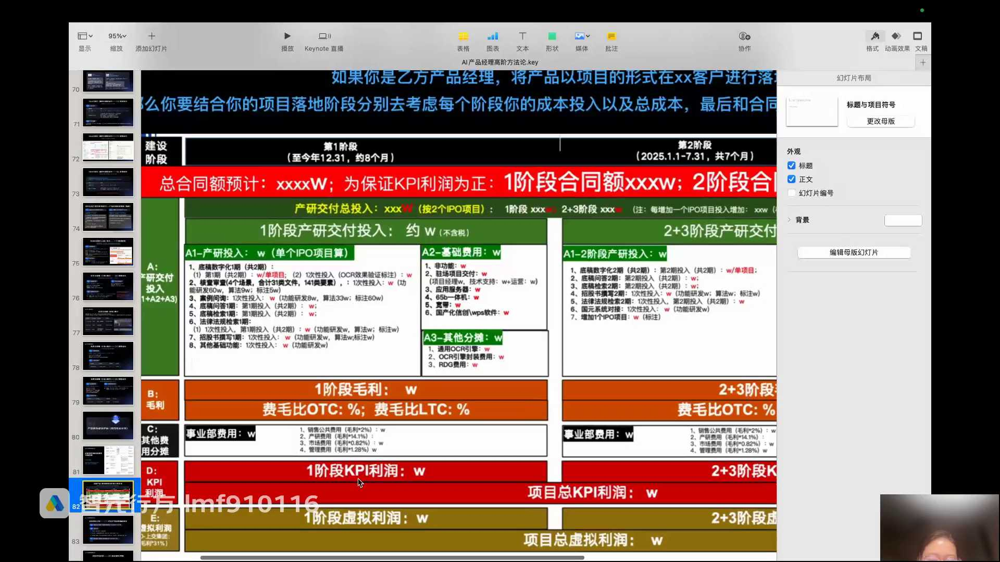 显示
95%
缩放
添加幻灯片
播放
Keynote 直播
表格
图表
文本
形状
媒体
批注
协作
格式
动画效果
文稿
AI产品经理高阶方法论.key
70
71
72
73
74
75
76
77
78
79
80
81
82
83
如果你是乙方产品经理，将产品以项目的形式在xx客户进行落
么你要结合你的项目落地阶段分别去考虑每个阶段你的成本投入以及总成本，最后和合同
建设
阶段
第1阶段
（至今年12.31，约8个月）
第2阶段
（2025.1.1-7.31，共7个月）
总合同额预计：xxxxW；为保证KPI利润为正：1阶段合同额xxxw；2阶段合同
产研交付总投入：xxxW（按2个IPO项目）： 1阶段 xxxw； 2+3阶段 xxxw （注：每增加一个IPO项目投入增加： xxw（
A:
产研交付
投入
1+A2+A3)
1阶段产研交付投入： 约 w（不含税）
2+3阶段产研交付
A1-产研投入： w（单个IPO项目算）
1、底稿数字化1期（共2期）：
（1）第1期（共2期）：w/单项目;（2）1次性投入（OCR效果验证标注）：w
2、核查审查(4个场景，合计31类文件，141类要素），：1次性投入：w（功
能研发60w，算法9w；标注5w）
3、案例问询：1次性投入： w（功能研发8w，算法33w；标注60w）
4、底稿问答1期：第1期投入（共2期）： w；
5、底稿检索1期：第1期投入（共2期）： w；
6、法律法规检索1期：
（1）1次性投入，第1期投入（共2期）：w（功能研发w，算法w；标注w）
7、招股书撰写1期：1次性投入： w（功能研发w，算法w;标注w）
8、其他基础功能：1次性投入： w（功能研发w）
A2-基础费用：w
1、非功能：w
2、驻场项目交付：w
（项目经理w，技术支持：w+运营：w）
3、应用服务器：w
4、65b一体机：w
5、宽带：w
6、国产化信创\wps软件：w
A3-其他分摊：w
1、通用OCR引擎：w
2、OCR引擎封装费用：w
3、RDG费用：w
A1-2阶段产研投入：w
1、底稿数字化2期（共2期）：第2期投入（共2期）：w/单项目；
2、底稿问答2期：第2期投入（共2期）：w；
3、底稿检索2期：第2期投入（共2期）：w；
4、招股书撰写2期：1次性投入：w（功能研发w；算法w；标注w）
5、法律法规检索2期：1次性投入，第2期投入（共2期）：w
6、国元系统对接：1次性投入： w（功能研发w）
7、增加1个IPO项目：w（标注）
B:
毛利
1阶段毛利： w
费毛比OTC: %；费毛比LTC: %
2+3阶段
费毛比OTC: %
C:
其他费
用分摊
事业部费用：w
1、销售公共费用（毛利*2%）：w
2、产研费用（毛利*14.1%）：
3、市场费用（毛利*0.82%）：w
4、管理费用（毛利*1.28%）w
事业部费用：w
1、销售公共费用（毛利*2%）：w
2、产研费用（毛利*14.1%）：
3、市场费用（毛利*0.82%）：w
4、管理费用（毛利*1.28%）w
D:
KPI
利润
1阶段KPI利润：w
2+3阶段K
项目总KPI利润： w
E:
虚拟利润
D-上交集团:
毛利*31%)
1阶段虚拟利润：w
2+3阶段虚
项目总虚拟利润： w
幻灯片布局
标题与项目符号
更改母版
外观
标题
正文
幻灯片编号
背景
编辑母版幻灯片
lmf910116